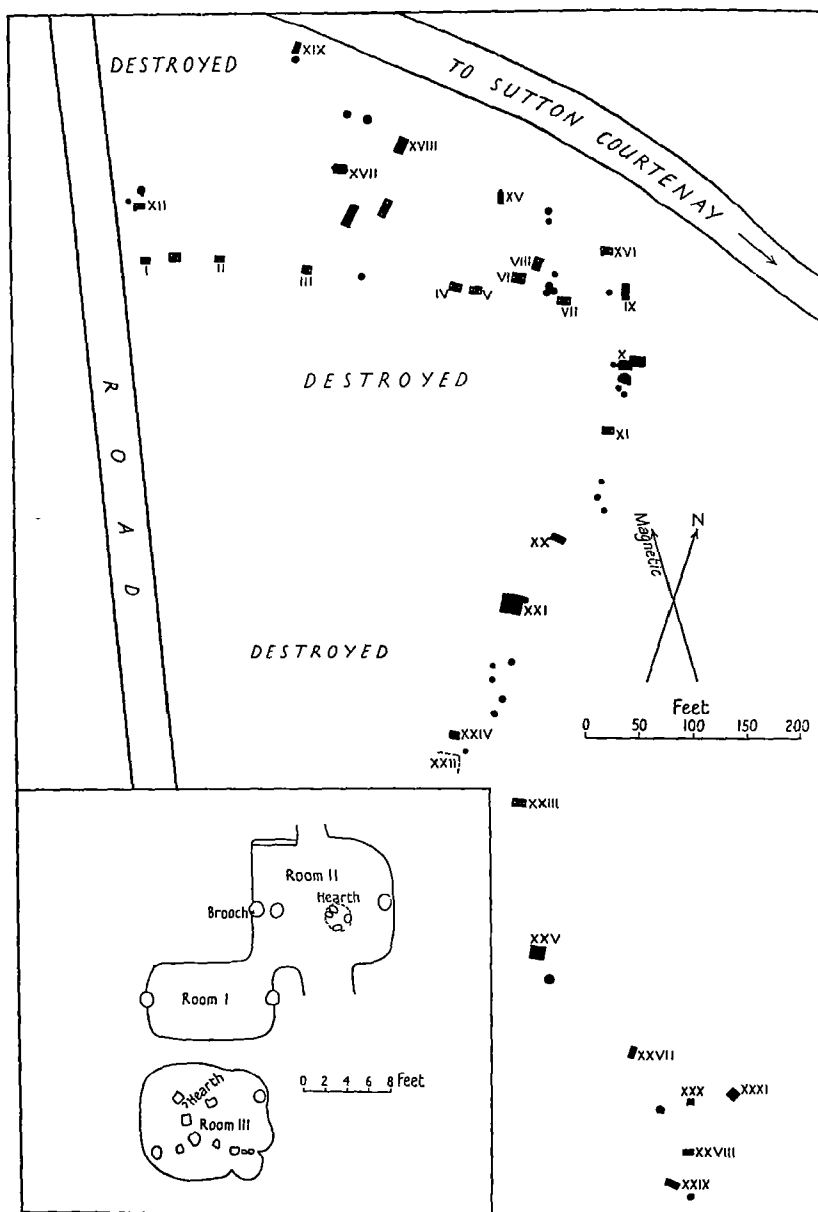 DESTROYED
XIX
TO SUTTON COURTENAY
XVIII
XVII
XII
XV
XVI
I
II
III
IV
V
VI
VIII
VII
IX
DESTROYED
X
XI
ROAD
Magnetic
N
XX
XXI
DESTROYED
Feet
0 50 100 150 200
XXIV
XXII
XXIII
Room II
Hearth
Brooch
Room I
0 2 4 6 8 Feet
?Hearth
Room III
XXV
XXVII
XXX
XXXI
XXVIII
XXIX